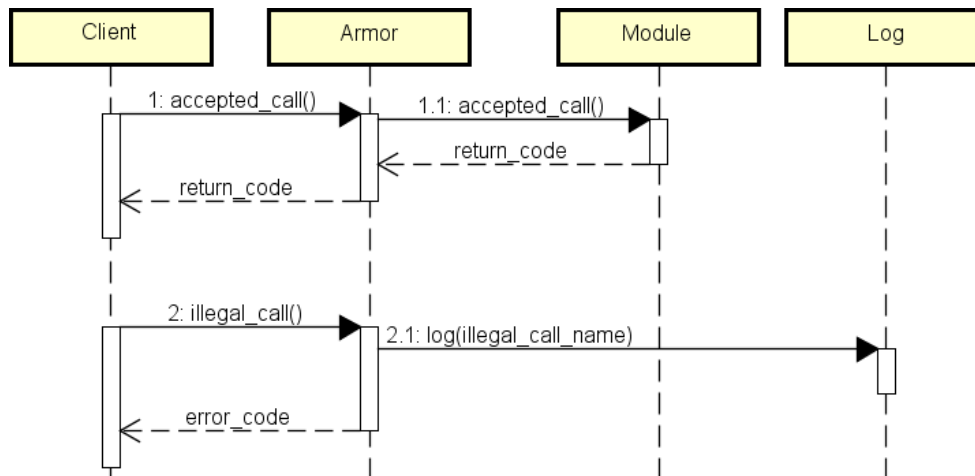 Client
Armor
Module
Log
1: accepted_call()
1.1: accepted_call()
return_code
return_code
2: illegal_call()
2.1: log(illegal_call_name)
error_code